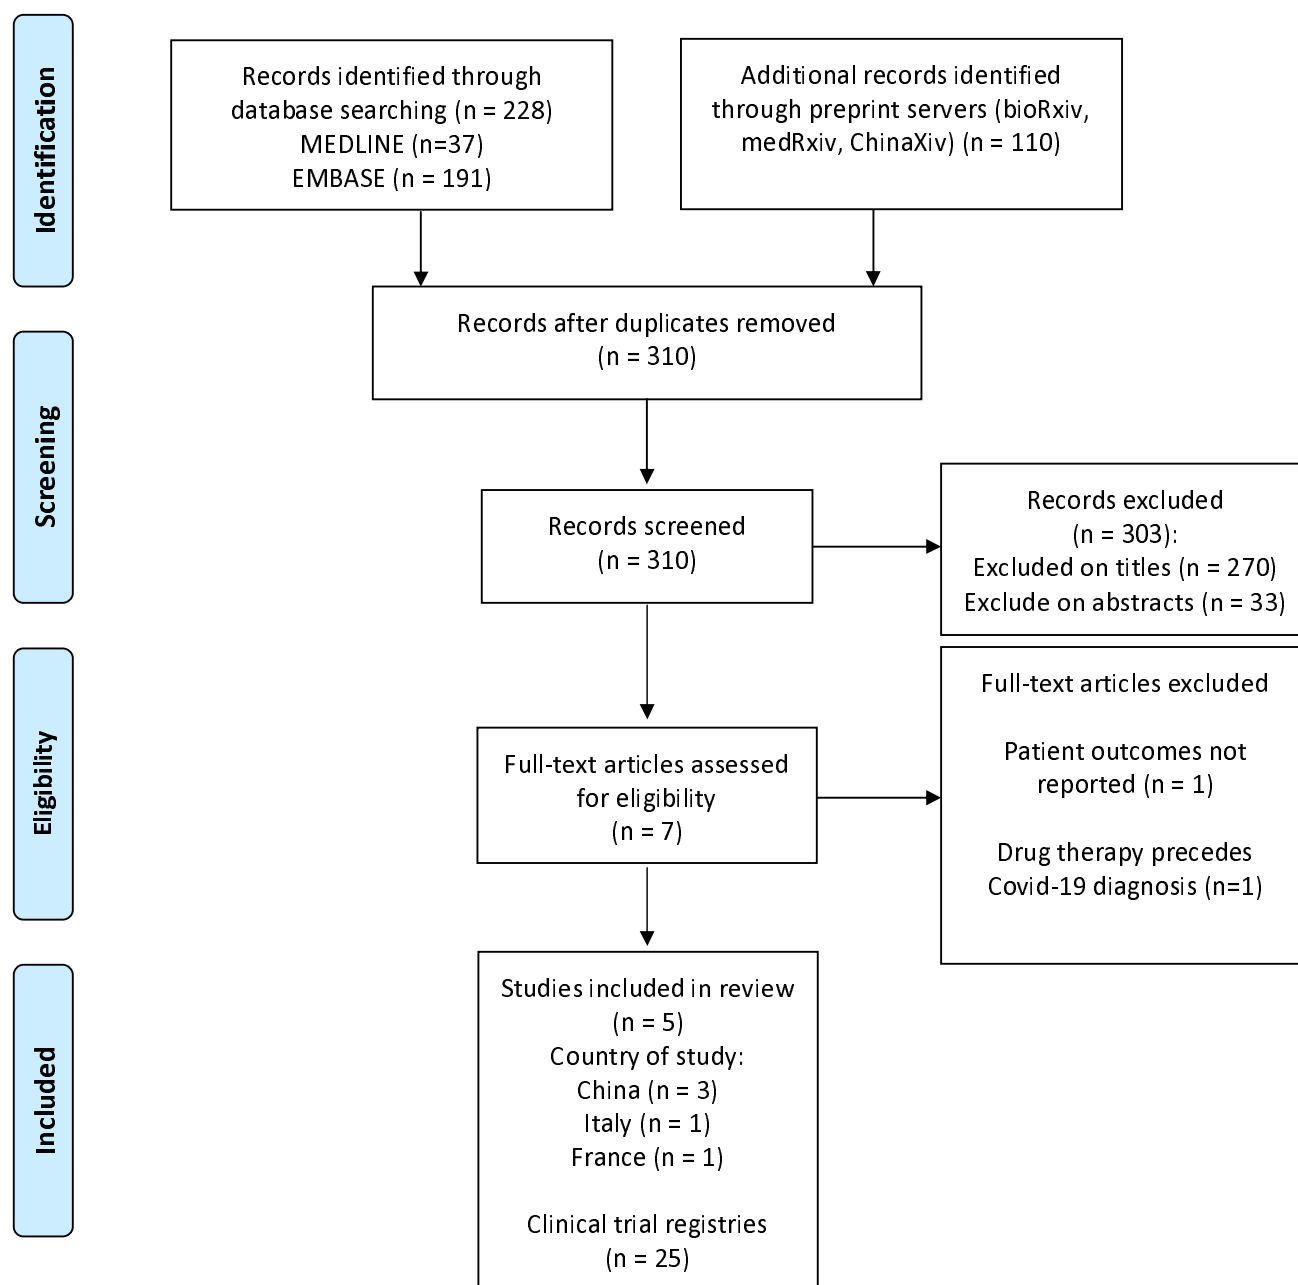 Identification
Records identified through
database searching (n = 228)
MEDLINE (n=37)
EMBASE (n = 191)
Additional records identified
through preprint servers (bioRxiv,
medRxiv, ChinaXiv) (n = 110)
Records after duplicates removed
(n = 310)
Screening
Records screened
(n = 310)
Records excluded
(n = 303):
Excluded on titles (n = 270)
Exclude on abstracts (n = 33)
Eligibility
Full-text articles assessed
for eligibility
(n = 7)
Full-text articles excluded
Patient outcomes not
reported (n = 1)
Drug therapy precedes
Covid-19 diagnosis (n=1)
Included
Studies included in review
(n = 5)
Country of study:
China (n = 3)
Italy (n = 1)
France (n = 1)
Clinical trial registries
(n = 25)